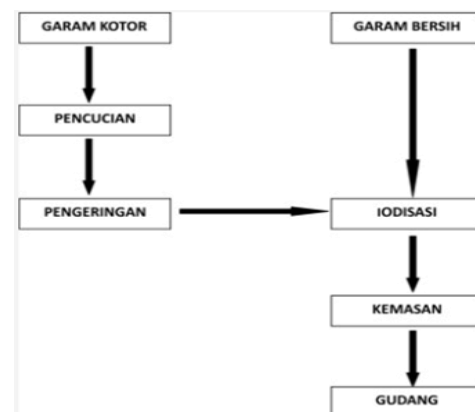 GARAM KOTOR
GARAM BERSIH
PENCUCIAN
PENGERINGAN
IODISASI
KEMASAN
GUDANG